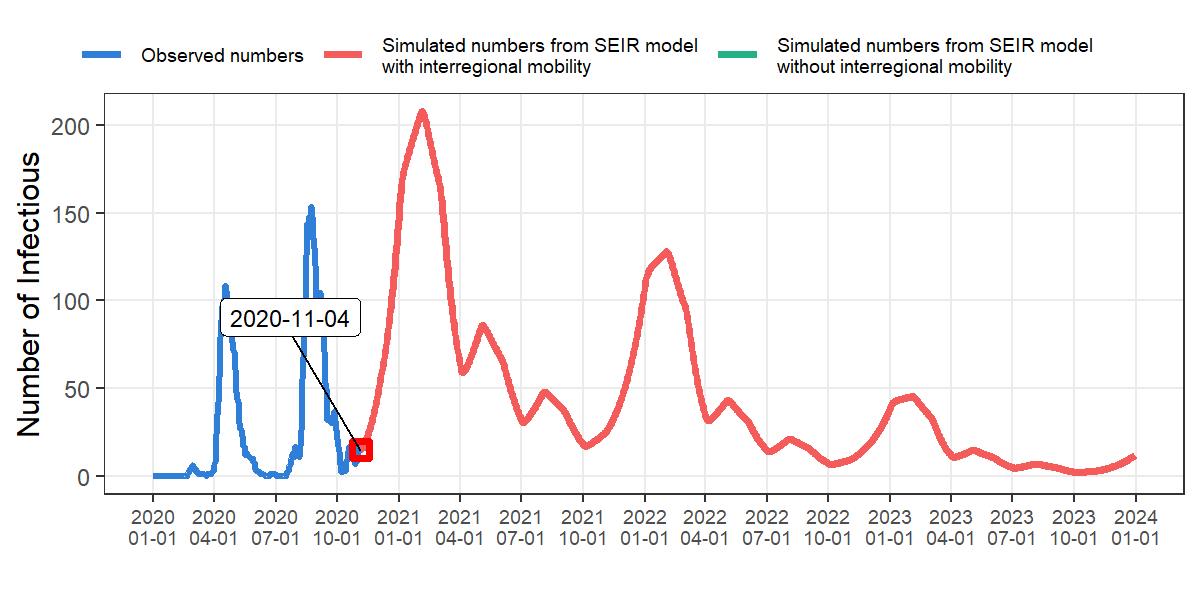 Observed numbers
Simulated numbers from SEIR model
with interregional mobility
Simulated numbers from SEIR model
without interregional mobility
Number of Infectious
200
150
100
50
0
2020-11-04
2020 2020 2020 2020 2021 2021 2021 2021 2022 2022 2022 2022 2023 2023 2023 2023 2024
01-01 04-01 07-01 10-01 01-01 04-01 07-01 10-01 01-01 04-01 07-01 10-01 01-01 04-01 07-01 10-01 01-01